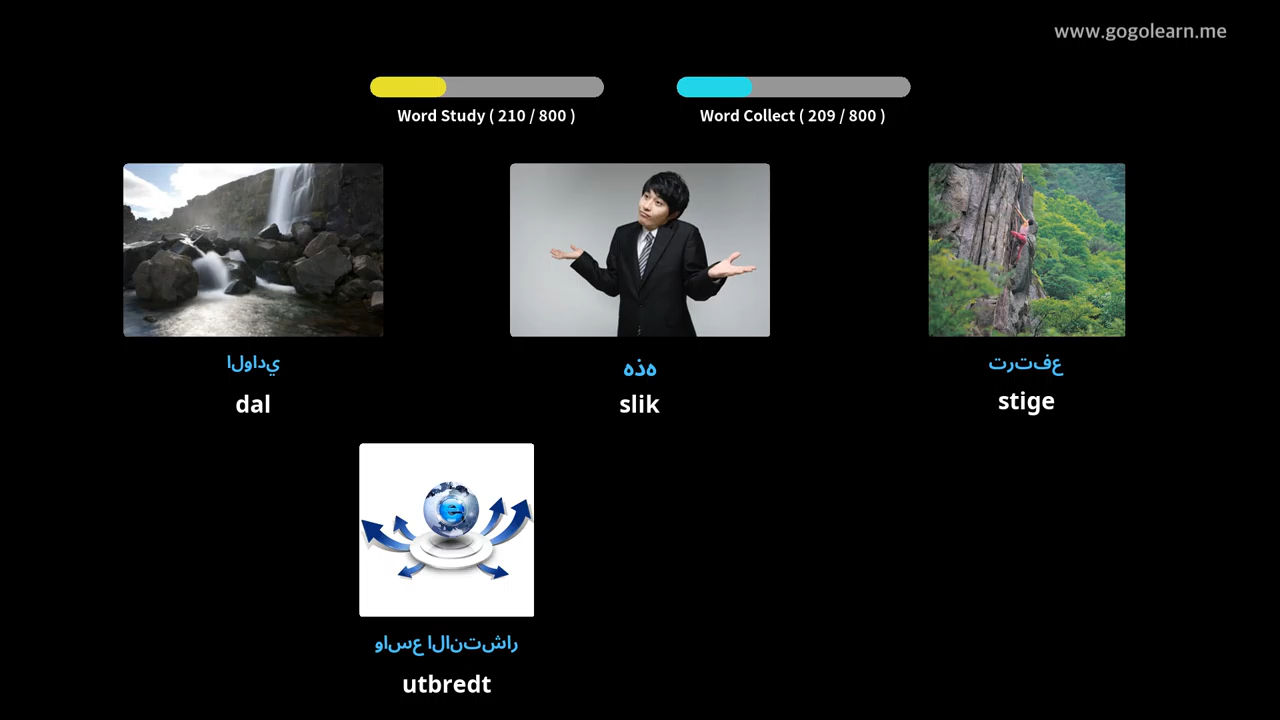 www.gogolearn.me
Word Study ( 210 / 800 )
Word Collect ( 209 / 800 )
الوادي
هذه
ترتفع
dal
slik
stige
واسع الانتشار
utbredt